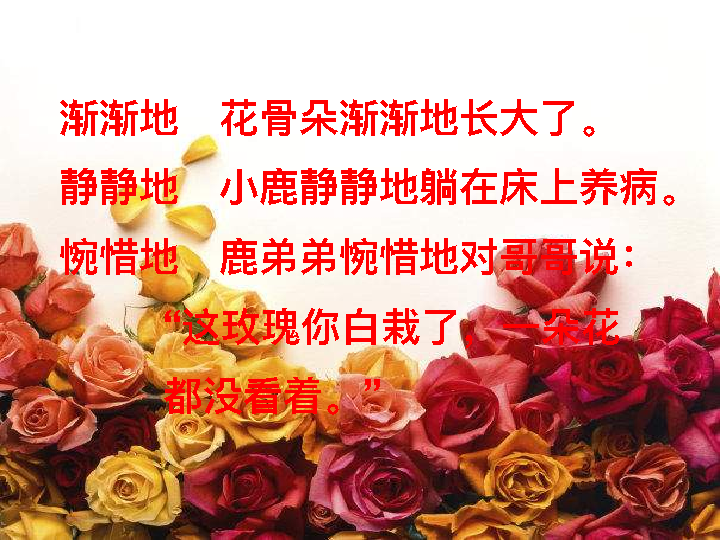 渐渐地　花骨朵渐渐地长大了。
静静地　小鹿静静地躺在床上养病。
惋惜地　鹿弟弟惋惜地对哥哥说：
“这玫瑰你白栽了，一朵花
都没看着。”